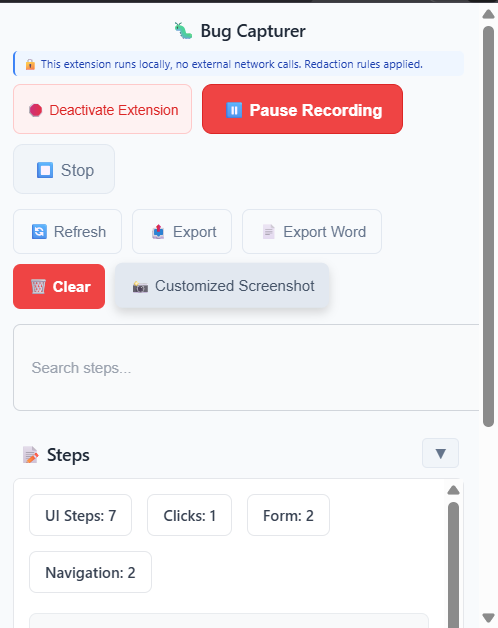 Bug Capturer
This extension runs locally, no external network calls. Redaction rules applied.
Deactivate Extension
Pause Recording
Stop
Refresh
Export
Export Word
Clear
Customized Screenshot
Search steps...
Steps
UI Steps: 7
Clicks: 1
Form: 2
Navigation: 2